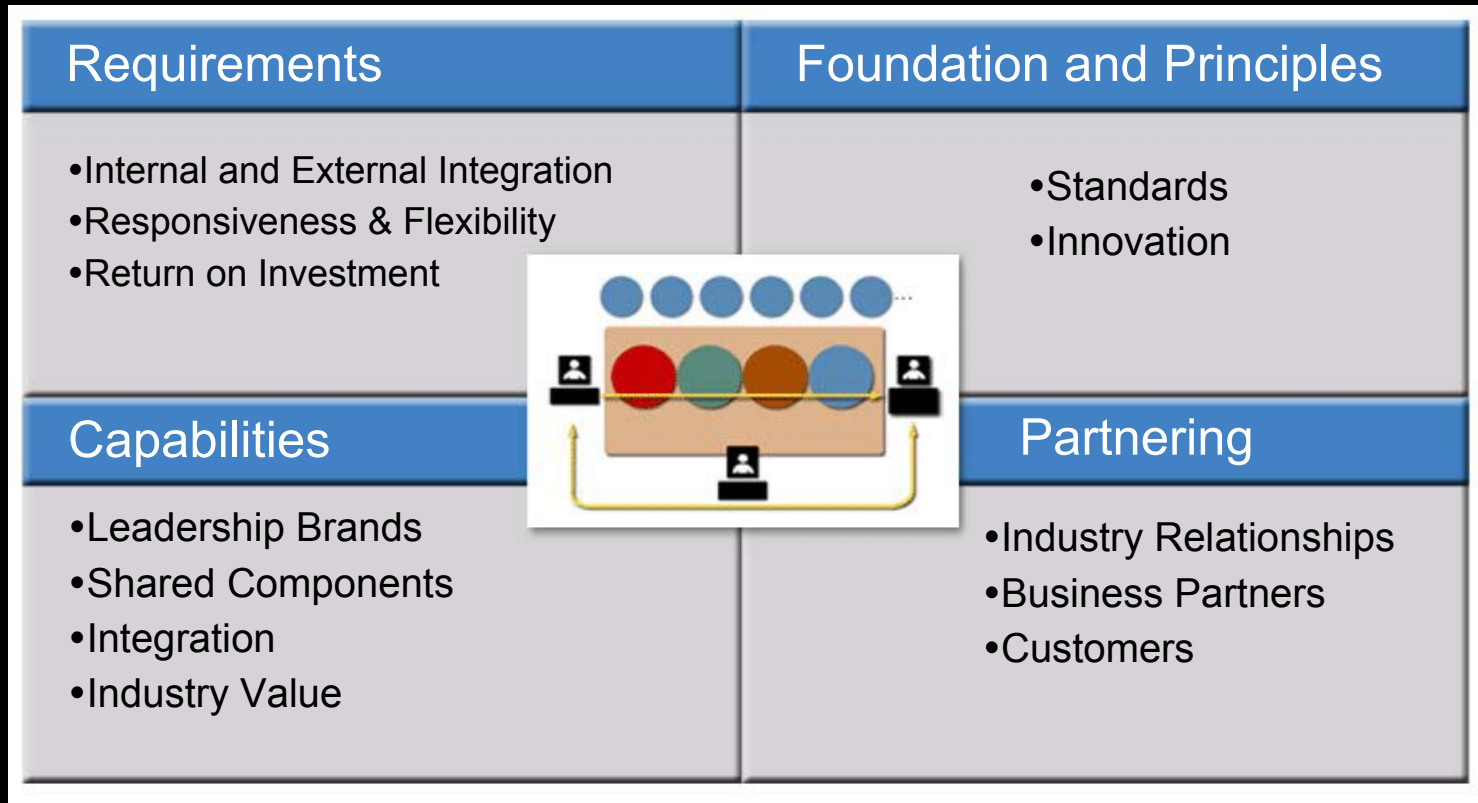 Requirements
•Internal and External Integration
•Responsiveness & Flexibility
•Return on Investment
Foundation and Principles
•Standards
•Innovation
Capabilities
•Leadership Brands
•Shared Components
•Integration
•Industry Value
Partnering
•Industry Relationships
•Business Partners
•Customers